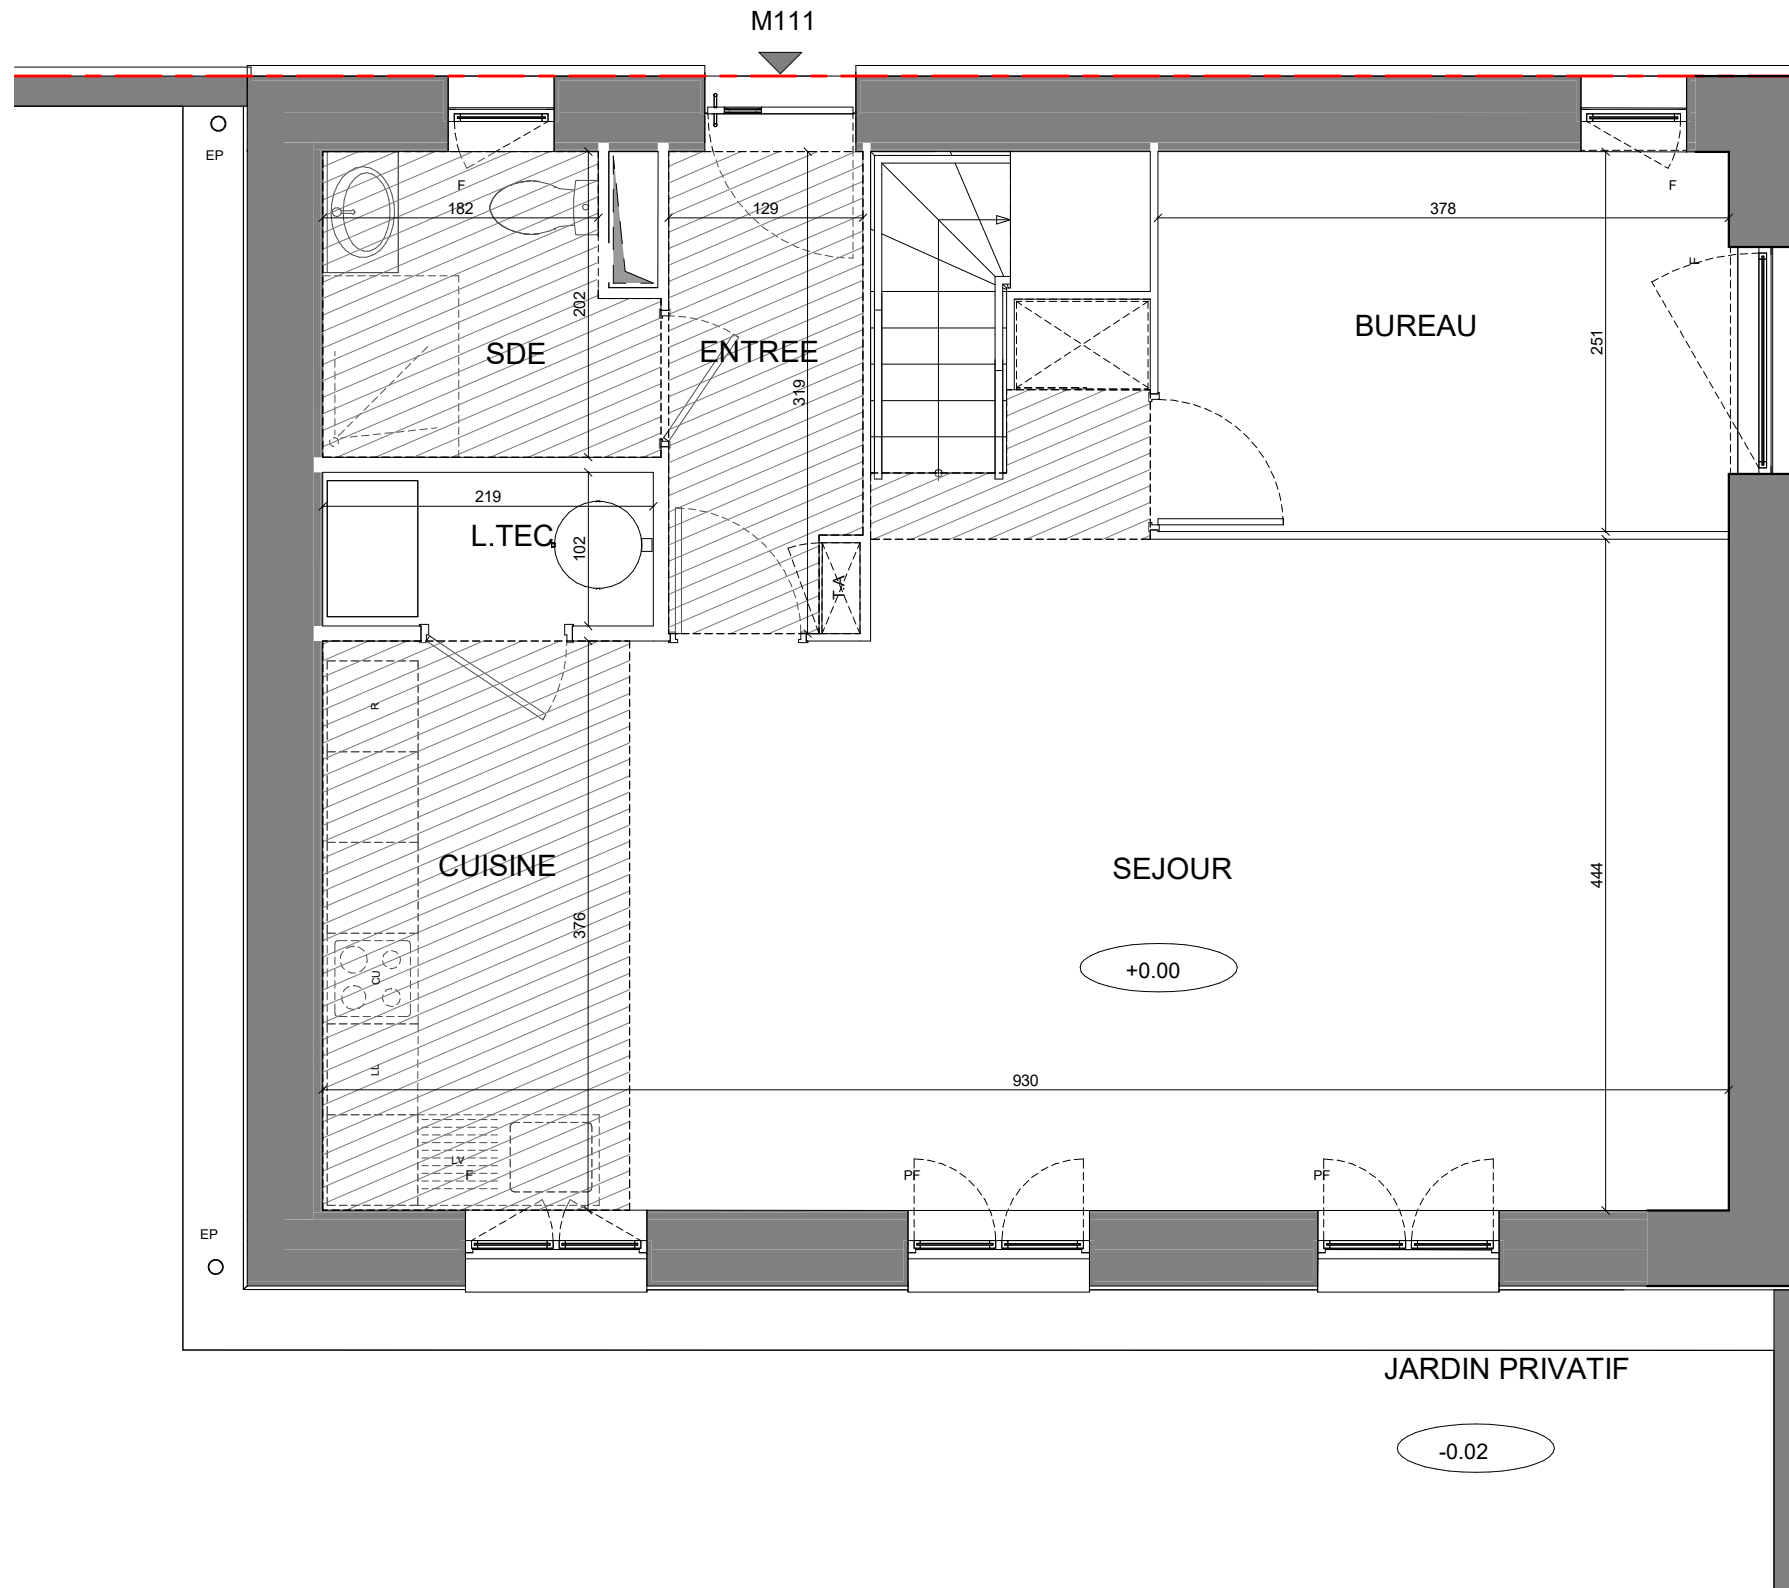 M111
EP
F
F
182
129
378
F
BUREAU
202
SDE
ENTREE
251
319
219
L.TEC
102
T.A
R
CUISINE
SEJOUR
444
376
+0.00
CU
LL
930
LV
F
PF
PF
EP
JARDIN PRIVATIF
-0.02